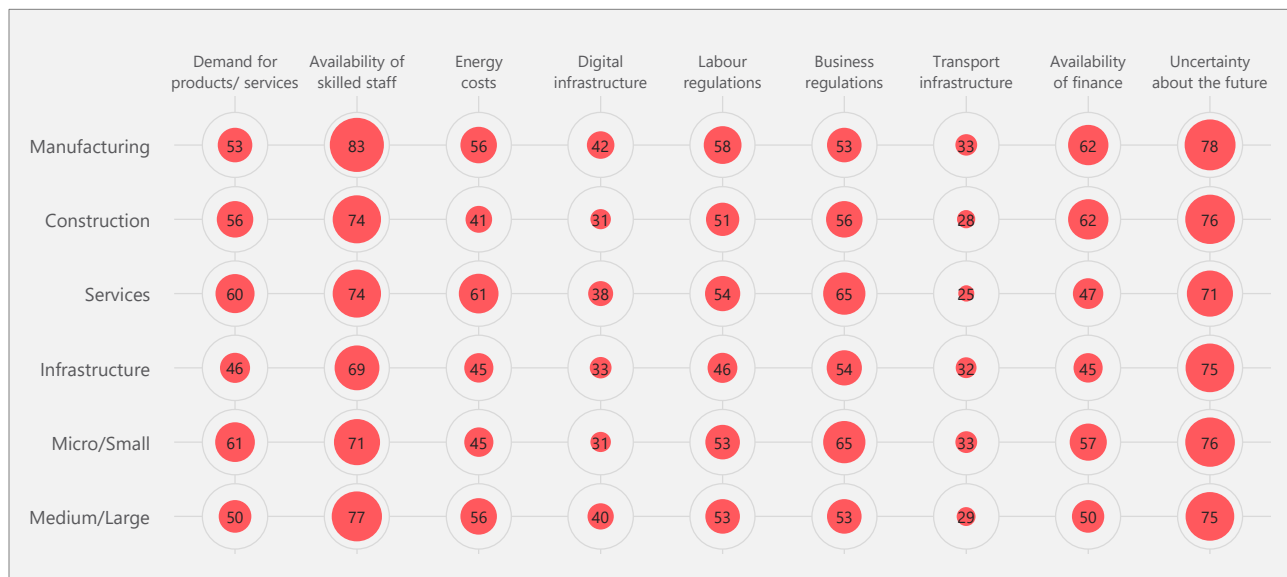 Demand for products/ services
Availability of skilled staff
Energy costs
Digital infrastructure
Labour regulations
Business regulations
Transport infrastructure
Availability of finance
Uncertainty about the future
Manufacturing 53 83 56 42 58 53 33 62 78
Construction 56 74 41 31 51 56 28 62 76
Services 60 74 61 38 54 65 25 47 71
Infrastructure 46 69 45 33 46 54 32 45 75
Micro/Small 61 71 45 31 53 65 33 57 76
Medium/Large 50 77 56 40 53 53 29 50 75